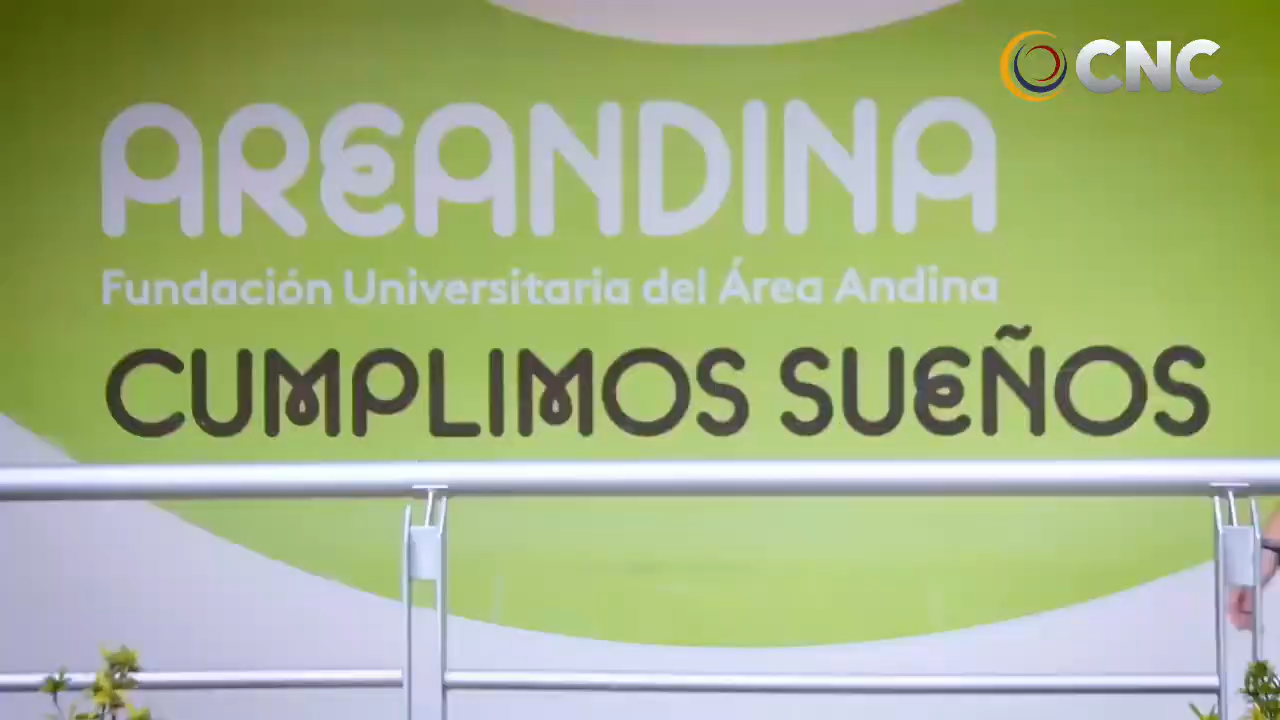 CNC
AREANDINA
Fundación Universitaria del Área Andina
CUMPLIMOS SUEÑOS